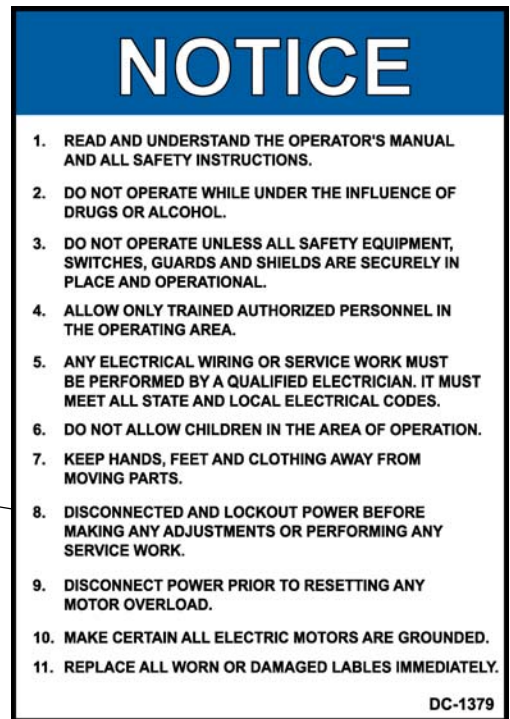 NOTICE
1. READ AND UNDERSTAND THE OPERATOR'S MANUAL
AND ALL SAFETY INSTRUCTIONS.
2. DO NOT OPERATE WHILE UNDER THE INFLUENCE OF
DRUGS OR ALCOHOL.
3. DO NOT OPERATE UNLESS ALL SAFETY EQUIPMENT,
SWITCHES, GUARDS AND SHIELDS ARE SECURELY IN
PLACE AND OPERATIONAL.
4. ALLOW ONLY TRAINED AUTHORIZED PERSONNEL IN
THE OPERATING AREA.
5. ANY ELECTRICAL WIRING OR SERVICE WORK MUST
BE PERFORMED BY A QUALIFIED ELECTRICIAN. IT MUST
MEET ALL STATE AND LOCAL ELECTRICAL CODES.
6. DO NOT ALLOW CHILDREN IN THE AREA OF OPERATION.
7. KEEP HANDS, FEET AND CLOTHING AWAY FROM
MOVING PARTS.
8. DISCONNECTED AND LOCKOUT POWER BEFORE
MAKING ANY ADJUSTMENTS OR PERFORMING ANY
SERVICE WORK.
9. DISCONNECT POWER PRIOR TO RESETTING ANY
MOTOR OVERLOAD.
10. MAKE CERTAIN ALL ELECTRIC MOTORS ARE GROUNDED.
11. REPLACE ALL WORN OR DAMAGED LABLES IMMEDIATELY.
DC-1379